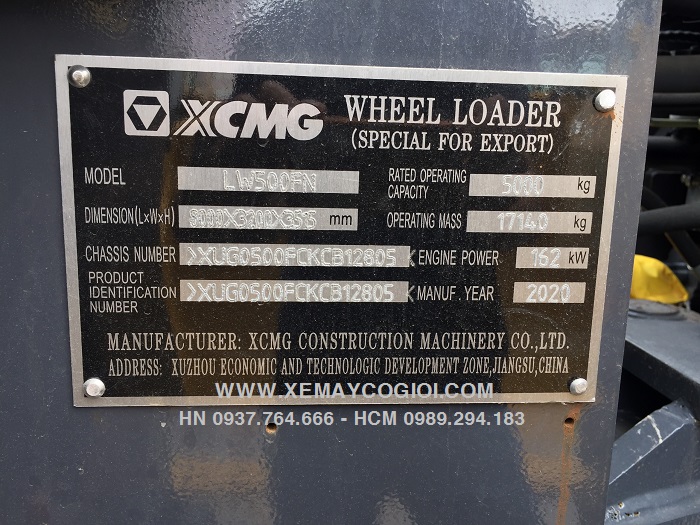 XCMG WHEEL LOADER
(SPECIAL FOR EXPORT)
MODEL LW500FN RATED OPERATING CAPACITY 5000 kg
DIMENSION(L×W×H) mm OPERATING MASS 17140 kg
CHASSIS NUMBER XUG0500FCKCB12805 ENGINE POWER 162 kW
PRODUCT IDENTIFICATION NUMBER XUG0500FCKCB12805 MANUF. YEAR 2020
MANUFACTURER: XCMG CONSTRUCTION MACHINERY CO.,LTD.
ADDRESS: XUZHOU ECONOMIC AND TECHNOLOGIC DEVELOPMENT ZONE,JIANGSU,CHINA
WWW.XEMAYCOGIOI.COM
HN 0937.764.666 - HCM 0989.294.183